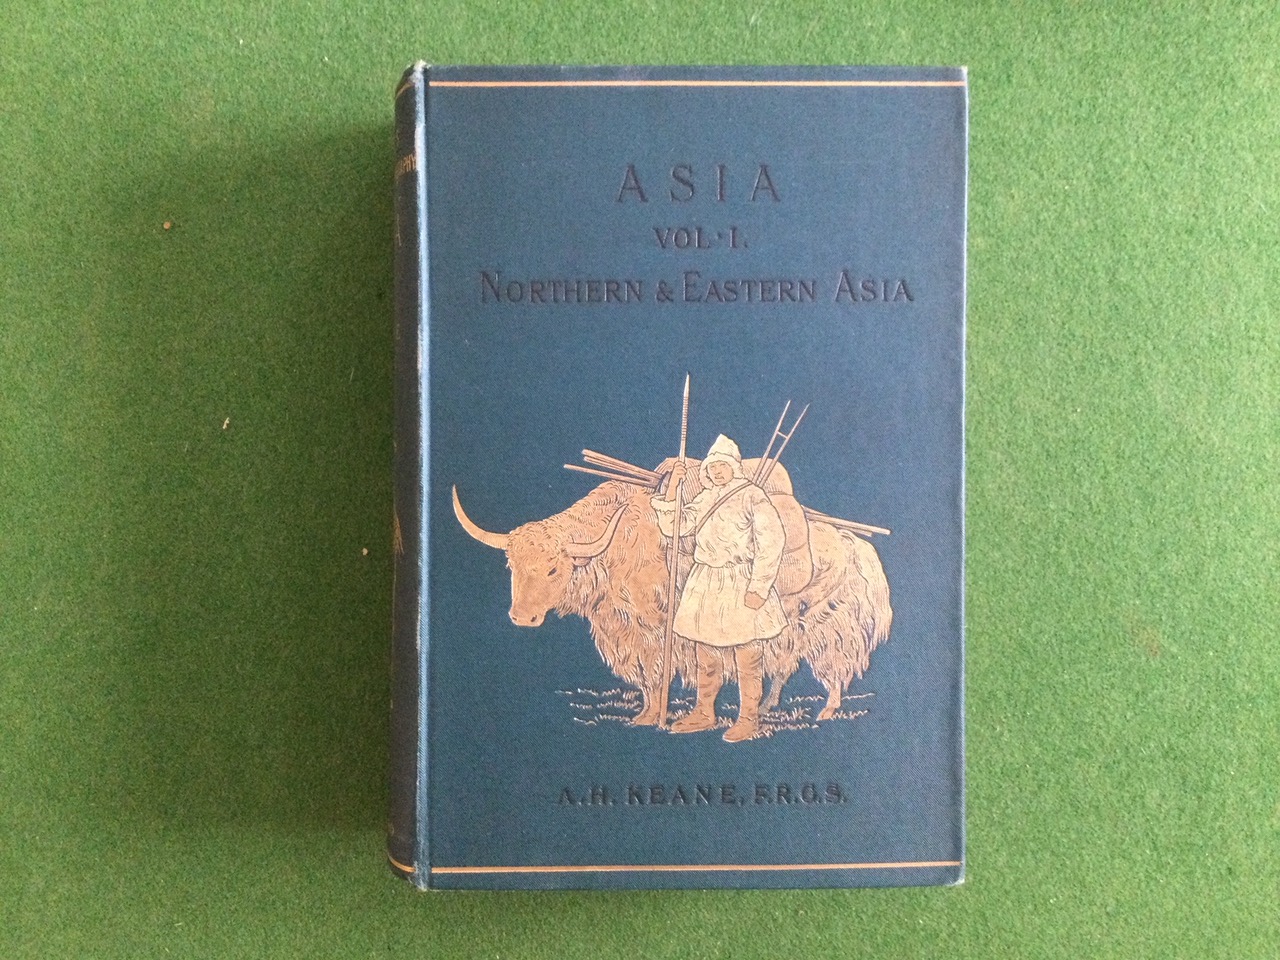 ASIA
VOL·I.
NORTHERN & EASTERN ASIA
A.H. KEANE, F.R.G.S.